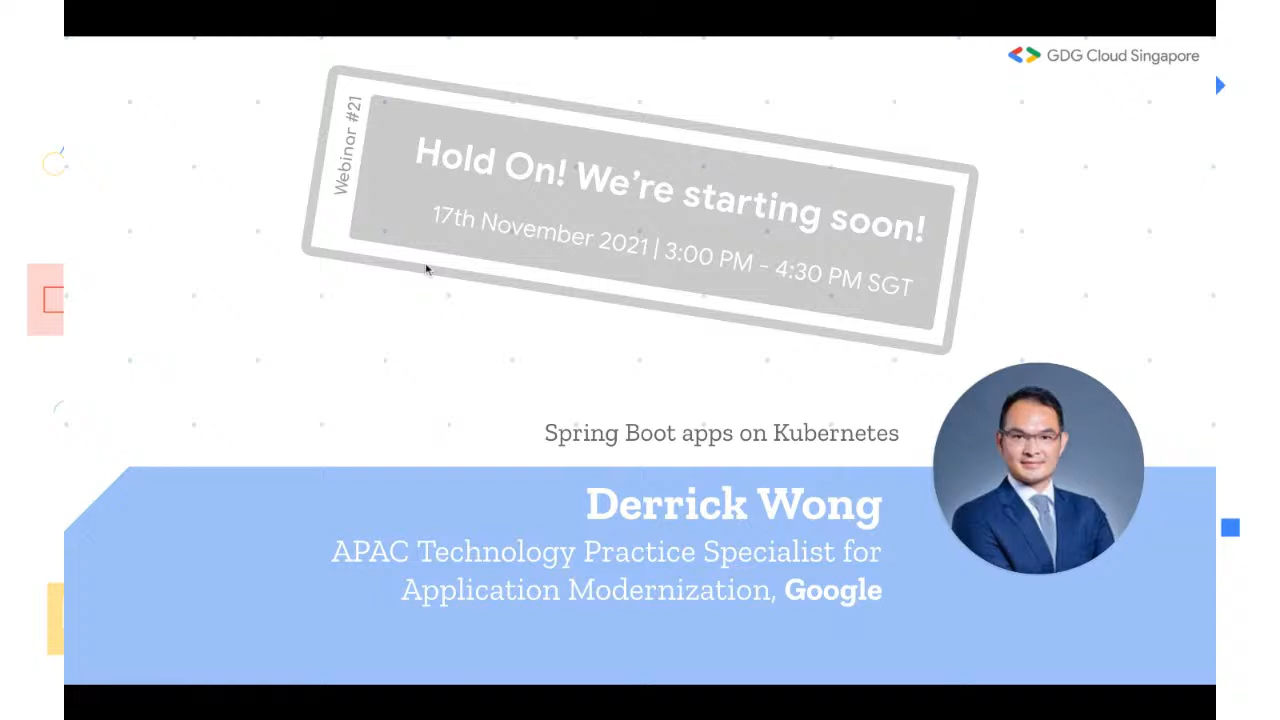 GDG Cloud Singapore
Webinor #21
Hold On! We're starting soon!
17th November 2021 | 3:00 PM - 4:30 PM SGT
Spring Boot apps on Kubernetes
Derrick Wong
APAC Technology Practice Specialist for
Application Modernization, Google